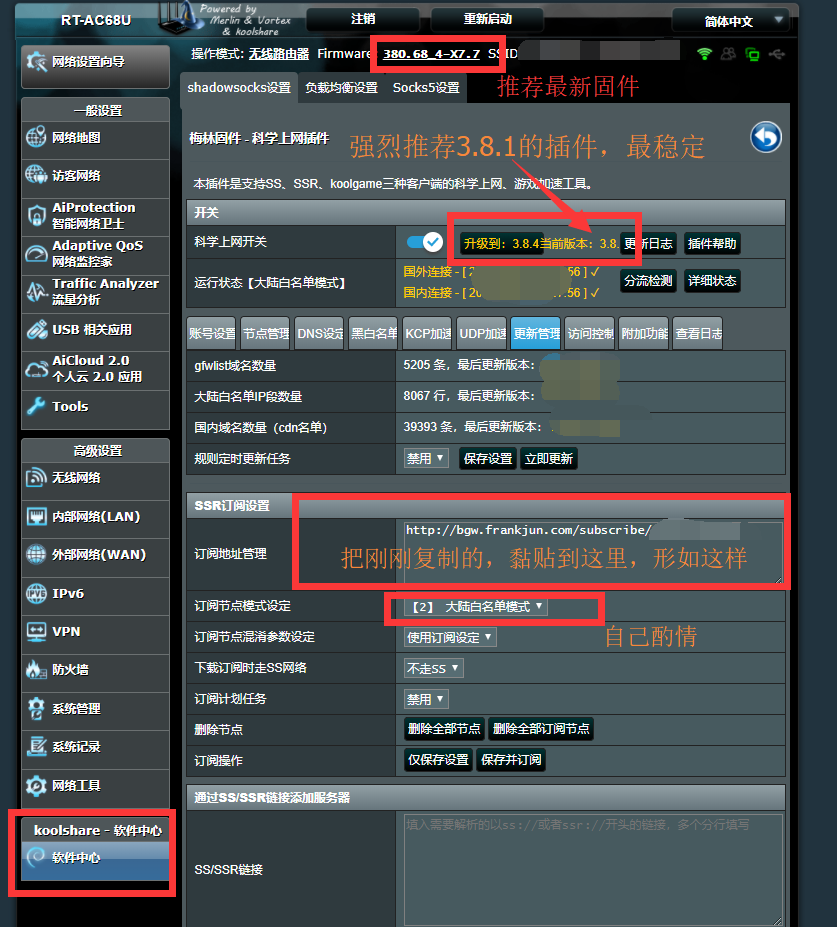 RT-AC68U
Powered by
Merlin & Vortex
& koolshare
注销
重新启动
简体中文
操作模式: 无线路由器 Firmware 380.68_4-X7.7 SSID
推荐最新固件
网络设置向导
一般设置
网络地图
访客网络
AiProtection
智能网络卫士
Adaptive QoS
网络监控家
Traffic Analyzer
流量分析
USB 相关应用
AiCloud 2.0
个人云 2.0 应用
Tools
高级设置
无线网络
内部网络(LAN)
外部网络(WAN)
IPv6
VPN
防火墙
系统管理
系统记录
网络工具
koolshare - 软件中心
软件中心
shadowsocks设置 负载均衡设置 Socks5设置
梅林固件 - 科学上网插件
强烈推荐3.8.1的插件，最稳定
本插件是支持SS、SSR、koolgame三种客户端的科学上网、游戏加速工具。
开关
科学上网开关 升级到：3.8.4当前版本：3.8. 更新日志 插件帮助
运行状态【大陆白名单模式】
国外连接 - [ 20 56 ] ✓
国内连接 - [ 20 :56 ] ✓
分流检测 详细状态
账号设置 节点管理 DNS设定 黑白名单 KCP加速 UDP加速 更新管理 访问控制 附加功能 查看日志
gfwlist域名数量 5205 条，最后更新版本：
大陆白名单IP段数量 8067 行，最后更新版本：
国内域名数量（cdn名单） 39393 条，最后更新版本：
规则定时更新任务 禁用 保存设置 立即更新
SSR订阅设置
订阅地址管理 http://bgw.frankjun.com/subscribe/
把刚刚复制的，黏贴到这里，形如这样
订阅节点模式设定 【2】 大陆白名单模式
自己酌情
订阅节点混淆参数设定 使用订阅设定
下载订阅时走SS网络 不走SS
订阅计划任务 禁用
删除节点 删除全部节点 删除全部订阅节点
订阅操作 仅保存设置 保存并订阅
通过SS/SSR链接添加服务器
SS/SSR链接 填入需要解析的以ss://或者ssr://开头的链接，多个分行填写